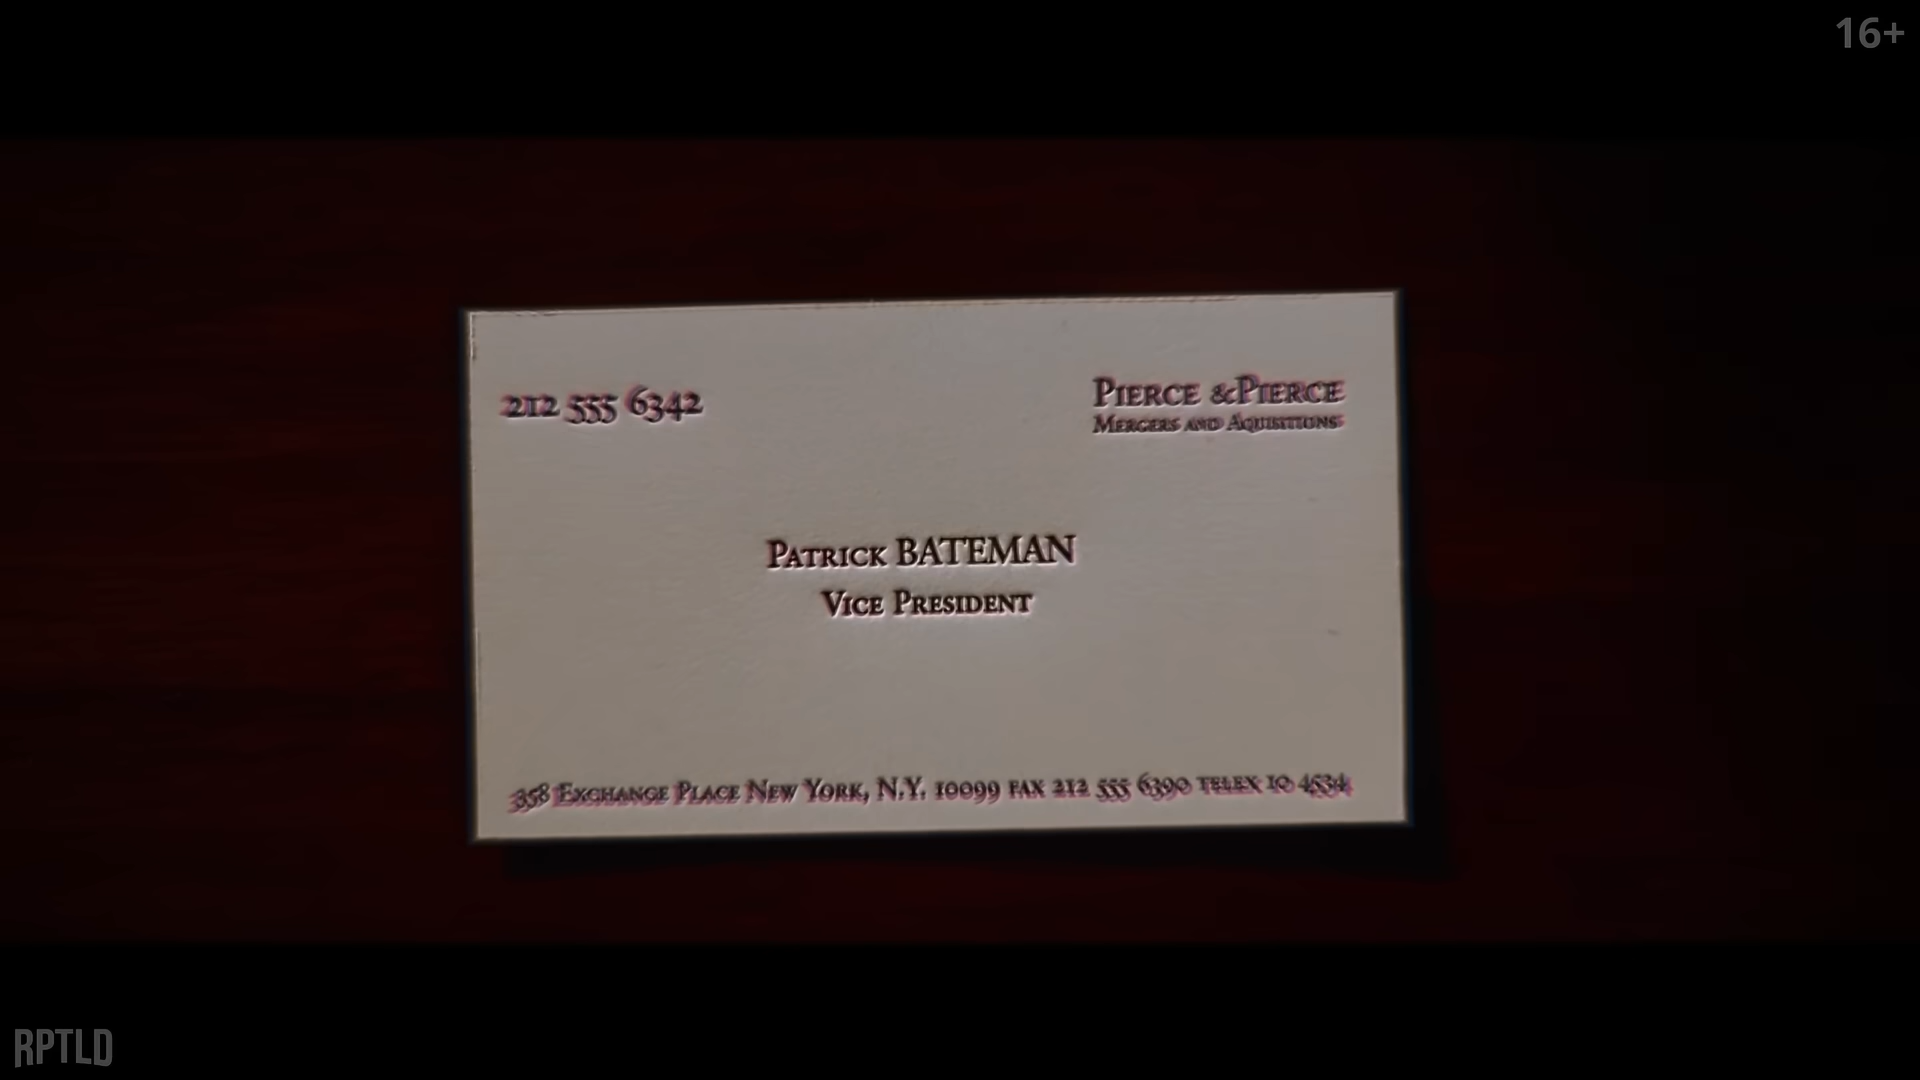 16+
212 555 6342
PIERCE &PIERCE
MERGERS AND AQUISITIONS
PATRICK BATEMAN
VICE PRESIDENT
358 EXCHANGE PLACE NEW YORK, N.Y. 10099 FAX 212 555 6390 TELEX 10 4534
RPTLD